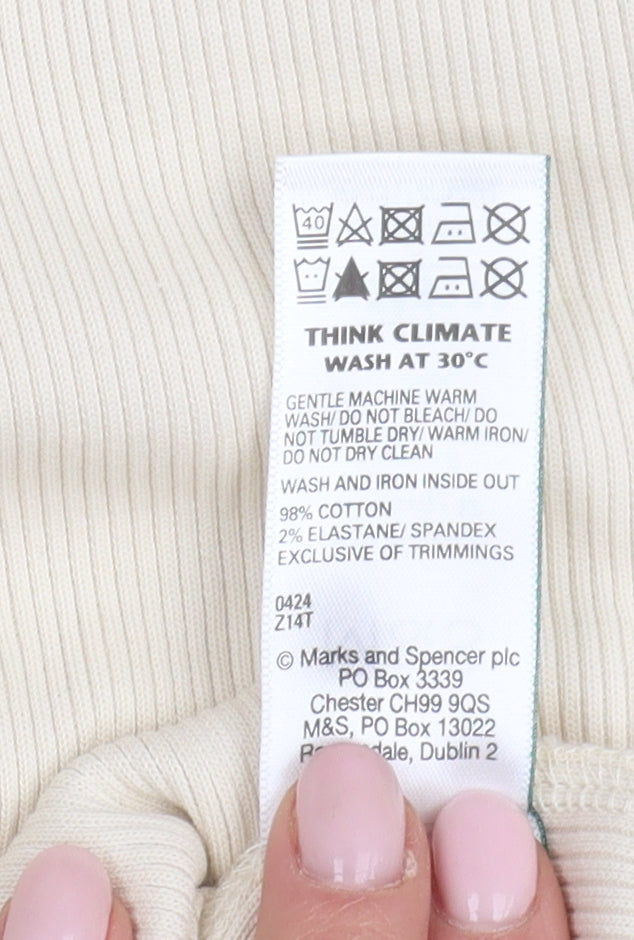 40
THINK CLIMATE
WASH AT 30°C
GENTLE MACHINE WARM
WASH/ DO NOT BLEACH/ DO
NOT TUMBLE DRY/ WARM IRON/
DO NOT DRY CLEAN
WASH AND IRON INSIDE OUT
98% COTTON
2% ELASTANE/ SPANDEX
EXCLUSIVE OF TRIMMINGS
0424
Z14T
© Marks and Spencer plc
PO Box 3339
Chester CH99 9QS
M&S, PO Box 13022
Dublin 2